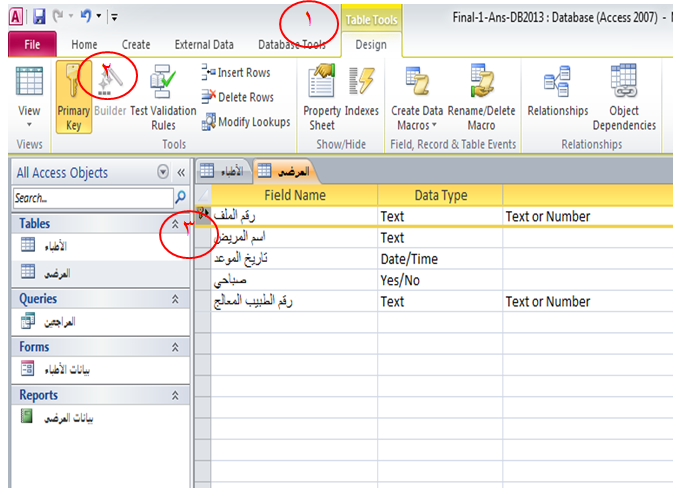 ١
Table Tools
Final-1-Ans-DB2013 : Database (Access 2007) -
File Home Create External Data Database Tools Design
٢
View
Primary Key
Builder
Test Validation Rules
Insert Rows
Delete Rows
Modify Lookups
Property Sheet
Indexes
Create Data Macros
Rename/Delete Macro
Relationships
Object Dependencies
Views
Tools
Show/Hide
Field, Record & Table Events
Relationships
All Access Objects
Search...
Tables
٣
الأطباء
المرضى
Queries
المراجعين
Forms
بيانات الأطباء
Reports
بيانات المرضى
الأطباء
المرضى
Field Name Data Type
رقم الملف Text Text or Number
اسم المريض Text
تاريخ الموعد Date/Time
صباحي Yes/No
رقم الطبيب المعالج Text Text or Number